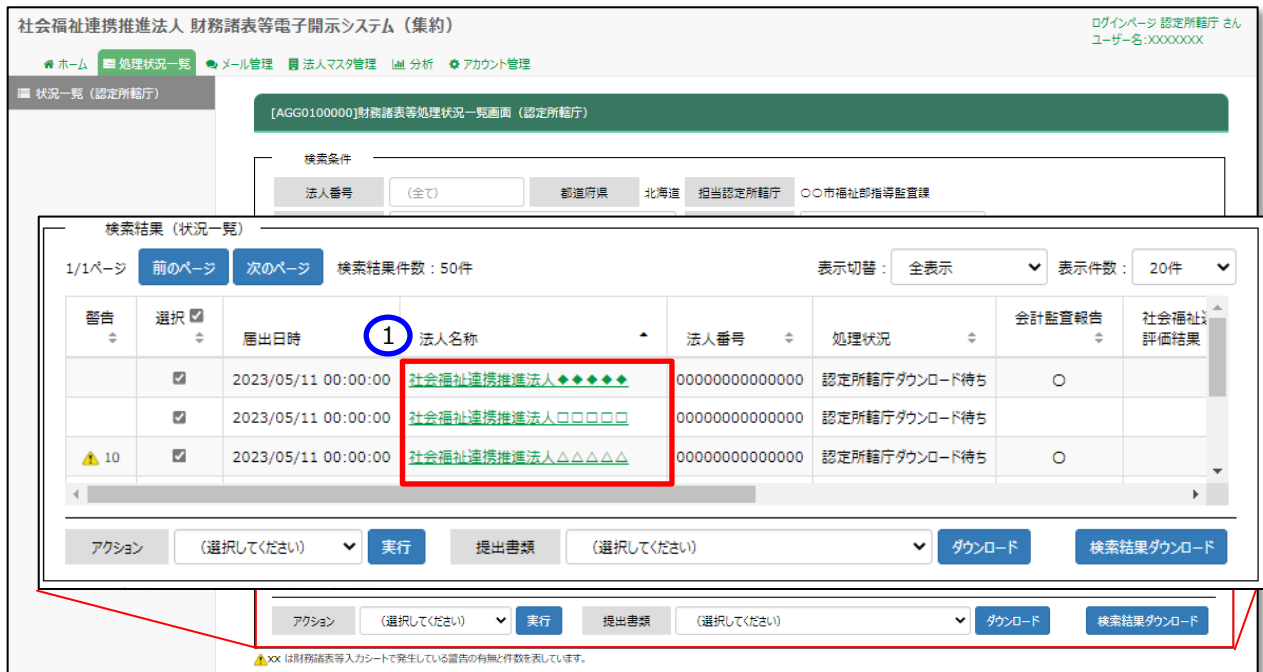 社会福祉連携推進法人 財務諸表等電子開示システム（集約）
ログインページ 認定所轄庁 さん
ユーザー名:XXXXXXX
ホーム 処理状況一覧 メール管理 法人マスタ管理 分析 アカウント管理
状況一覧（認定所轄庁）
[AGG0100000]財務諸表等処理状況一覧画面（認定所轄庁）
検索条件
法人番号 （全て） 都道府県 北海道 担当認定所轄庁 〇〇市福祉部指導監査課
検索結果（状況一覧）
1/1ページ 前のページ 次のページ 検索結果件数：50件 表示切替： 全表示 表示件数： 20件
警告 選択 届出日時 1 法人名称 法人番号 処理状況 会計監査報告 社会福祉
評価結果
2023/05/11 00:00:00 社会福祉連携推進法人◆◆◆◆◆ 00000000000000 認定所轄庁ダウンロード待ち 〇
2023/05/11 00:00:00 社会福祉連携推進法人□□□□□ 00000000000000 認定所轄庁ダウンロード待ち
10 2023/05/11 00:00:00 社会福祉連携推進法人△△△△△ 00000000000000 認定所轄庁ダウンロード待ち 〇
アクション （選択してください） 実行 提出書類 （選択してください） ダウンロード 検索結果ダウンロード
アクション （選択してください） 実行 提出書類 （選択してください） ダウンロード 検索結果ダウンロード
xx は財務諸表等入力シートで発生している警告の有無と件数を表しています。